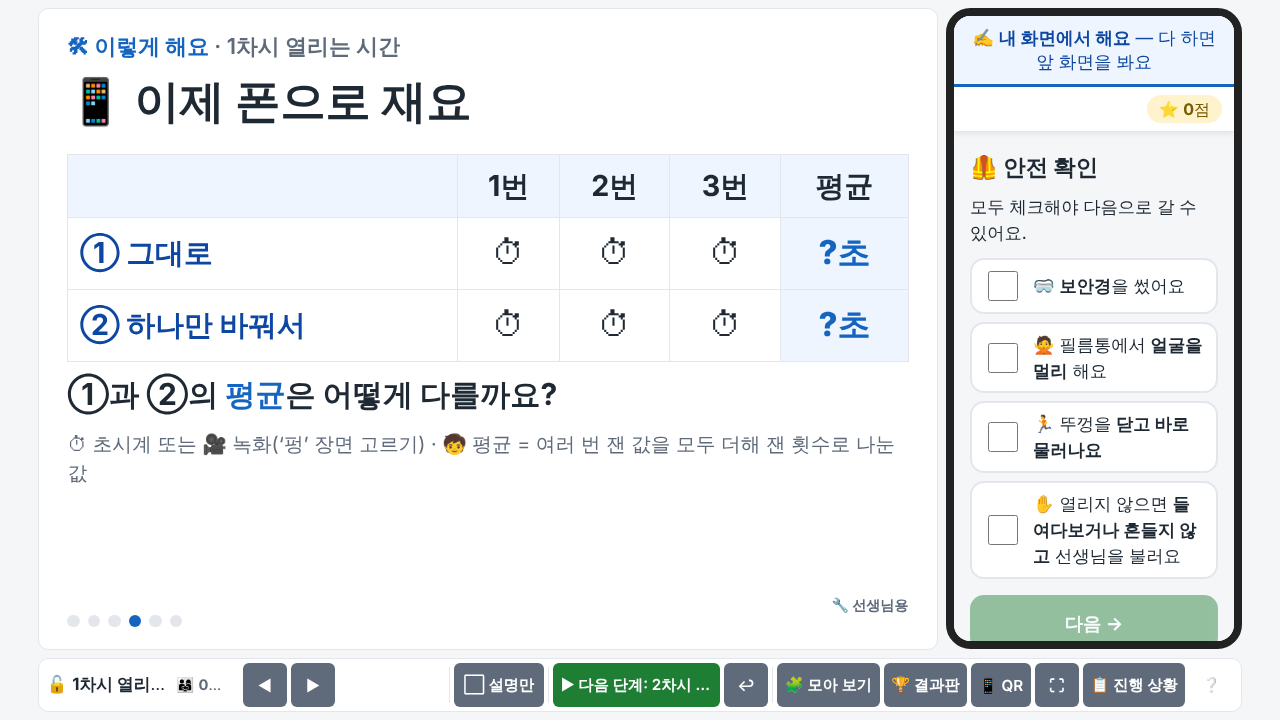 🛠 이렇게 해요 · 1차시 열리는 시간
📱 이제 폰으로 재요
1번 2번 3번 평균
① 그대로 ⏱ ⏱ ⏱ ?초
② 하나만 바꿔서 ⏱ ⏱ ⏱ ?초
①과 ②의 평균은 어떻게 다를까요?
⏱ 초시계 또는 🎥 녹화(‘펑’ 장면 고르기) · 🧒 평균 = 여러 번 잰 값을 모두 더해 잰 횟수로 나눈
값
🔧 선생님용
✍️ 내 화면에서 해요 — 다 하면
앞 화면을 봐요
⭐ 0점
🦺 안전 확인
모두 체크해야 다음으로 갈 수
있어요.
🥽 보안경을 썼어요
🙅 필름통에서 얼굴을
멀리 해요
🏃 뚜껑을 닫고 바로
물러나요
✋ 열리지 않으면 들
여다보거나 흔들지 않
고 선생님을 불러요
다음 →
🔓 1차시 열리… 👨‍👩‍👧 0… ◀ ▶ ⬜ 설명만 ▶ 다음 단계: 2차시 … ↩ 🧩 모아 보기 🏆 결과판 📱 QR ⛶ 📋 진행 상황 ❔